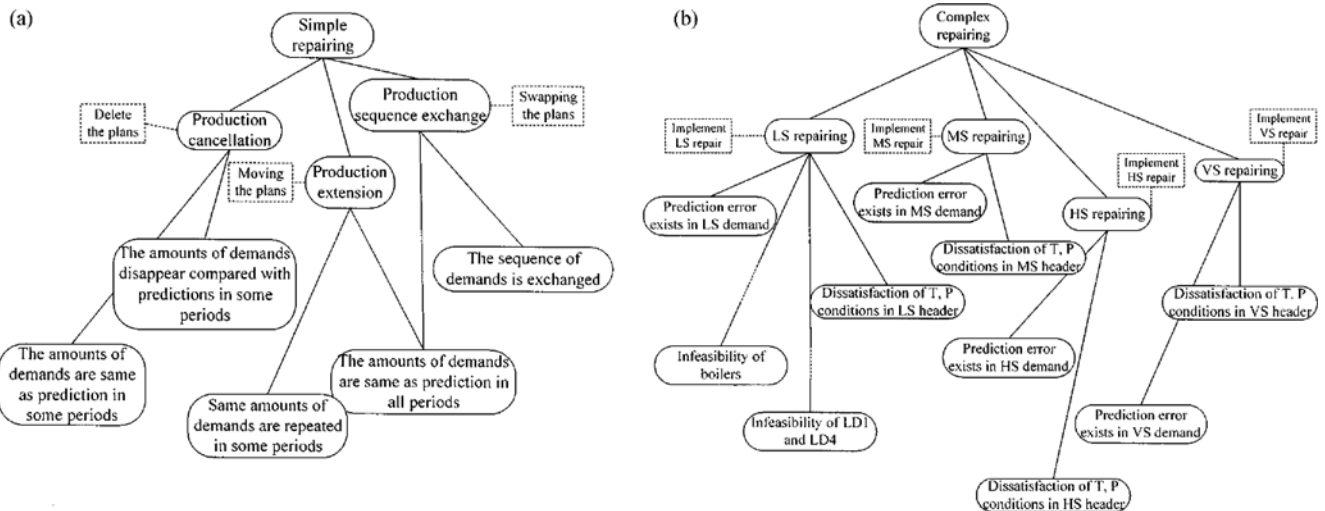 (a)
Simple
repairing
Delete
the plans
Production
cancellation
Production
sequence exchange
Swapping
the plans
Moving
the plans
Production
extension
The amounts of demands
disappear compared with
predictions in some
periods
The sequence of
demands is exchanged
The amounts of
demands are same
as prediction in
some periods
Same amounts of
demands are repeated
in some periods
The amounts of demands
are same as prediction in
all periods
(b)
Complex
repairing
Implement
LS repair
LS repairing
Implement
MS repair
MS repairing
Implement
HS repair
HS repairing
Implement
VS repair
VS repairing
Prediction error
exists in LS demand
Prediction error
exists in MS demand
Dissatisfaction of T, P
conditions in MS header
Dissatisfaction of T, P
conditions in LS header
Dissatisfaction of T. P
conditions in VS header
Infeasibility of
boilers
Prediction error
exists in HS demand
Infeasibility of LD1
and LD4
Prediction error
exists in VS demand
Dissatisfaction of T, P
conditions in HS header